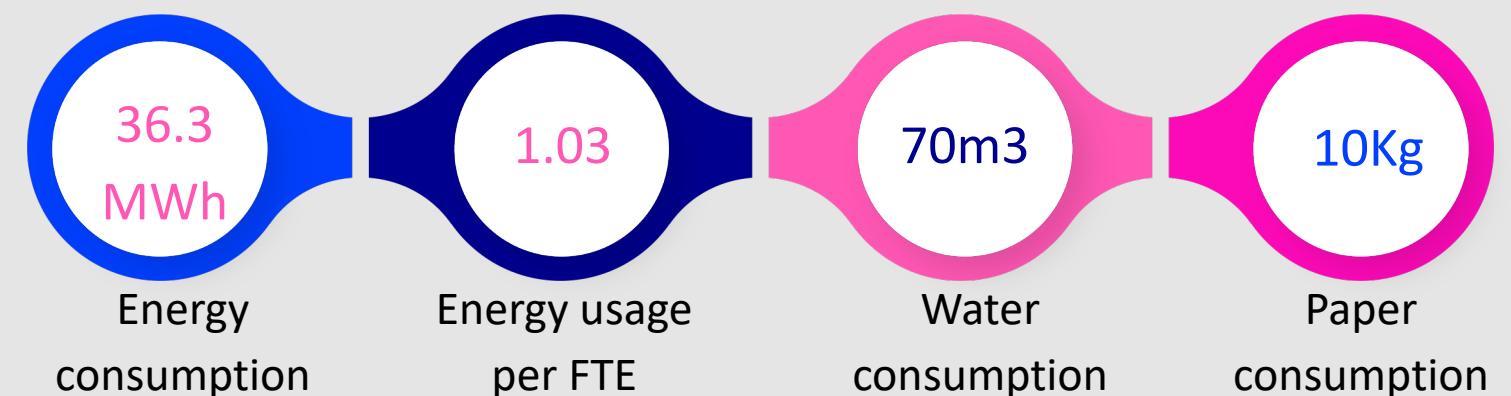 36.3
MWh
1.03
70m3
10Kg
Energy
consumption
Energy usage
per FTE
Water
consumption
Paper
consumption